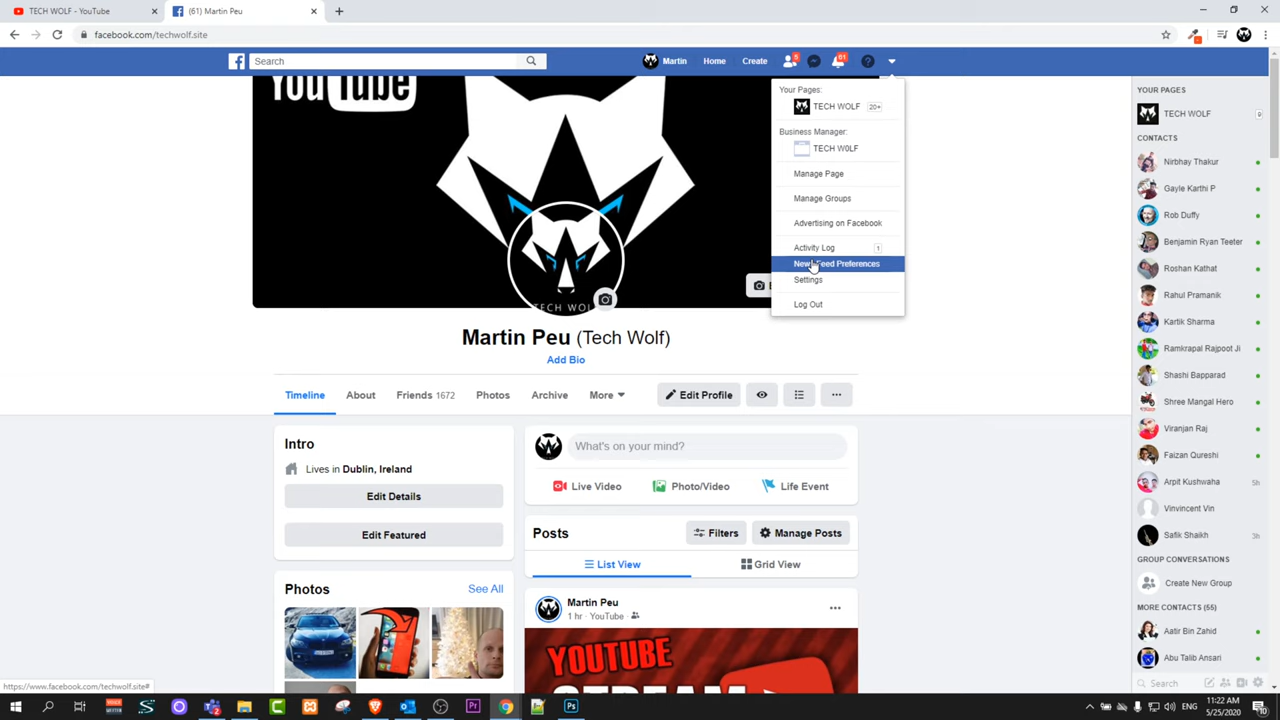 TECH WOLF - YouTube
(61) Martin Peu
facebook.com/techwolf.site
Search
Martin
Home
Create
61
YouTube
TECH WOLF
Your Pages:
TECH WOLF 20+
Business Manager:
TECH W0LF
Manage Page
Manage Groups
Advertising on Facebook
Activity Log 1
Feed Preferences
Settings
Log Out
Martin Peu (Tech Wolf)
Add Bio
Timeline
About
Friends 1672
Photos
Archive
More
Edit Profile
Intro
Lives in Dublin, Ireland
Edit Details
Edit Featured
Photos
See All
What's on your mind?
Live Video
Photo/Video
Life Event
Posts
Filters
Manage Posts
List View
Grid View
Martin Peu
1 hr · YouTube ·
YOUTUBE
STREAM
YOUR PAGES
TECH WOLF
CONTACTS
Nirbhay Thakur
Gayle Karthi P
Rob Duffy
Benjamin Ryan Teeter
Roshan Kathat
Rahul Pramanik
Kartik Sharma
Ramkrapal Rajpoot Ji
Shashi Bapparad
Shree Mangal Hero
Viranjan Raj
Faizan Qureshi
Arpit Kushwaha 5h
Vinvincent Vin
Safik Shaikh 3h
GROUP CONVERSATIONS
Create New Group
MORE CONTACTS (55)
Aatir Bin Zahid
Abu Talib Ansari
Search
https://www.facebook.com/techwolf.site#
ENG
11:22 AM
5/25/2020